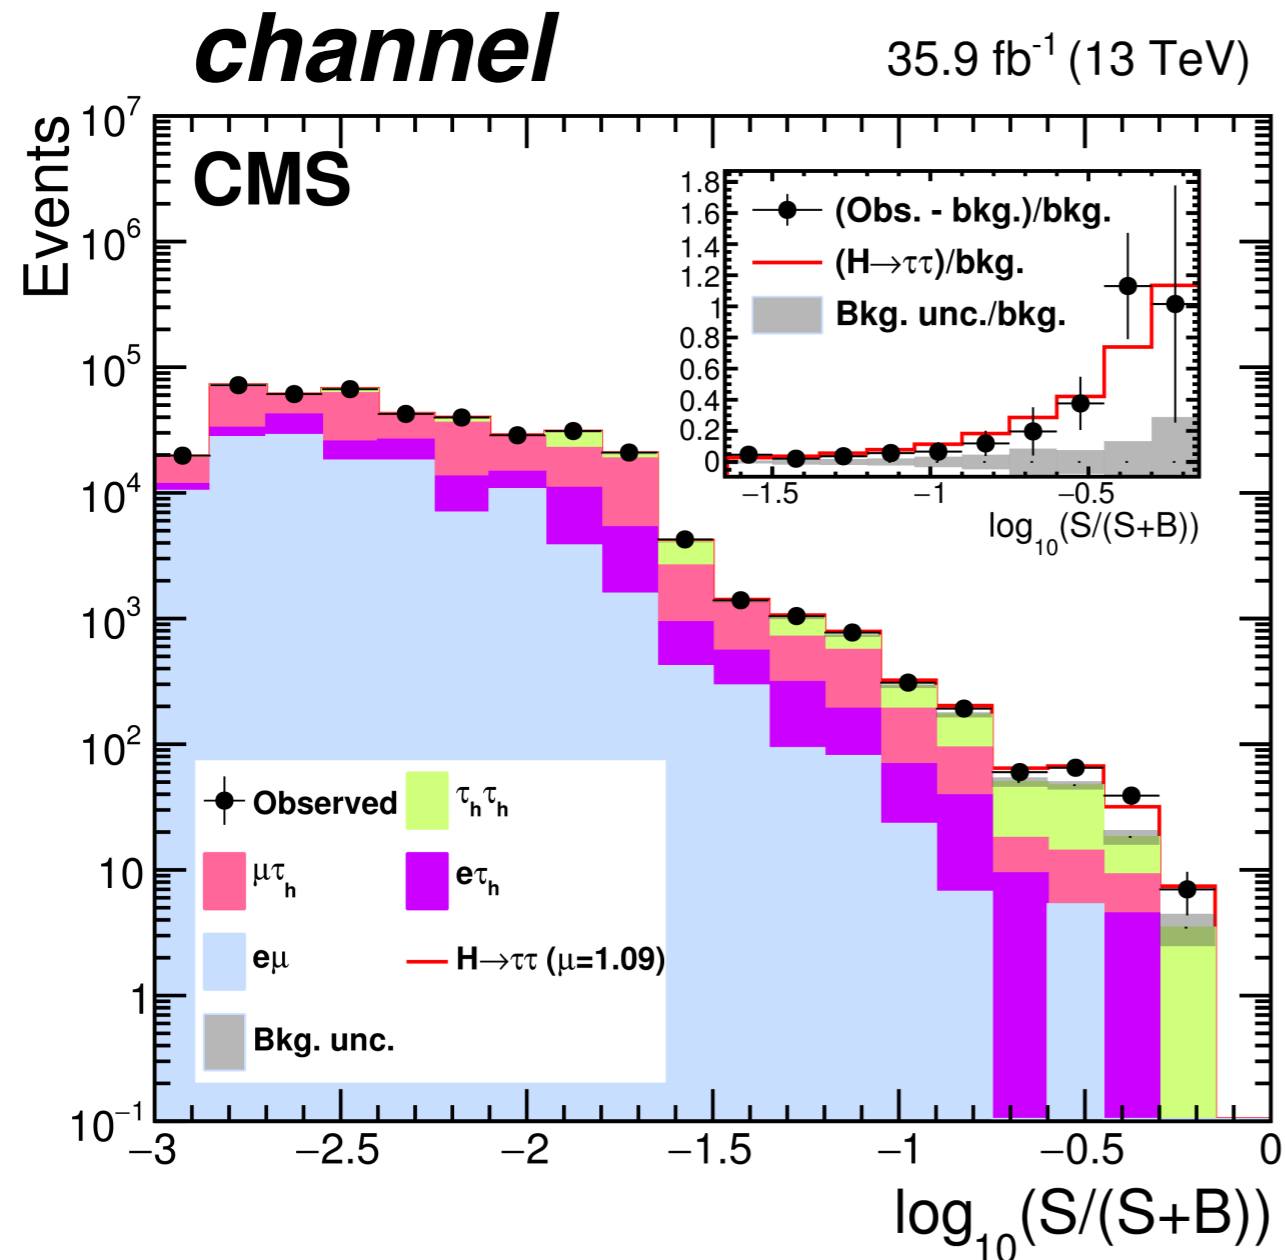 channel
35.9 fb⁻¹ (13 TeV)
Events
CMS
10⁷
10⁶
10⁵
10⁴
10³
10²
10
1
10⁻¹
1.8
1.6
1.4
1.2
1
0.8
0.6
0.4
0.2
0
(Obs. - bkg.)/bkg.
(H→ττ)/bkg.
Bkg. unc./bkg.
−1.5 −1 −0.5
log₁₀(S/(S+B))
Observed τₕτₕ
μτₕ eτₕ
eμ H→ττ (μ=1.09)
Bkg. unc.
−3 −2.5 −2 −1.5 −1 −0.5 0
log₁₀(S/(S+B))